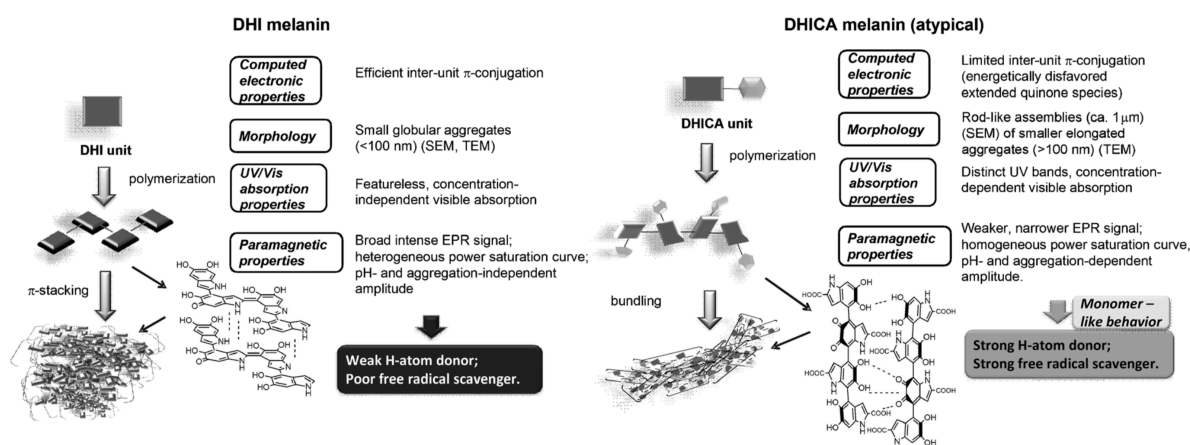 DHI melanin
Computed
electronic
properties
Efficient inter-unit π-conjugation
DHI unit
Morphology
Small globular aggregates
(<100 nm) (SEM, TEM)
polymerization
UV/Vis
absorption
properties
Featureless, concentration-
independent visible absorption
Paramagnetic
properties
Broad intense EPR signal;
heterogeneous power saturation curve;
pH- and aggregation-independent
amplitude
π-stacking
Weak H-atom donor;
Poor free radical scavenger.
DHICA melanin (atypical)
Computed
electronic
properties
Limited inter-unit π-conjugation
(energetically disfavored
extended quinone species)
DHICA unit
Morphology
Rod-like assemblies (ca. 1μm)
(SEM) of smaller elongated
aggregates (>100 nm) (TEM)
polymerization
UV/Vis
absorption
properties
Distinct UV bands, concentration-
dependent visible absorption
Paramagnetic
properties
Weaker, narrower EPR signal;
homogeneous power saturation curve,
pH- and aggregation-dependent
amplitude.
bundling
Monomer –
like behavior
Strong H-atom donor;
Strong free radical scavenger.